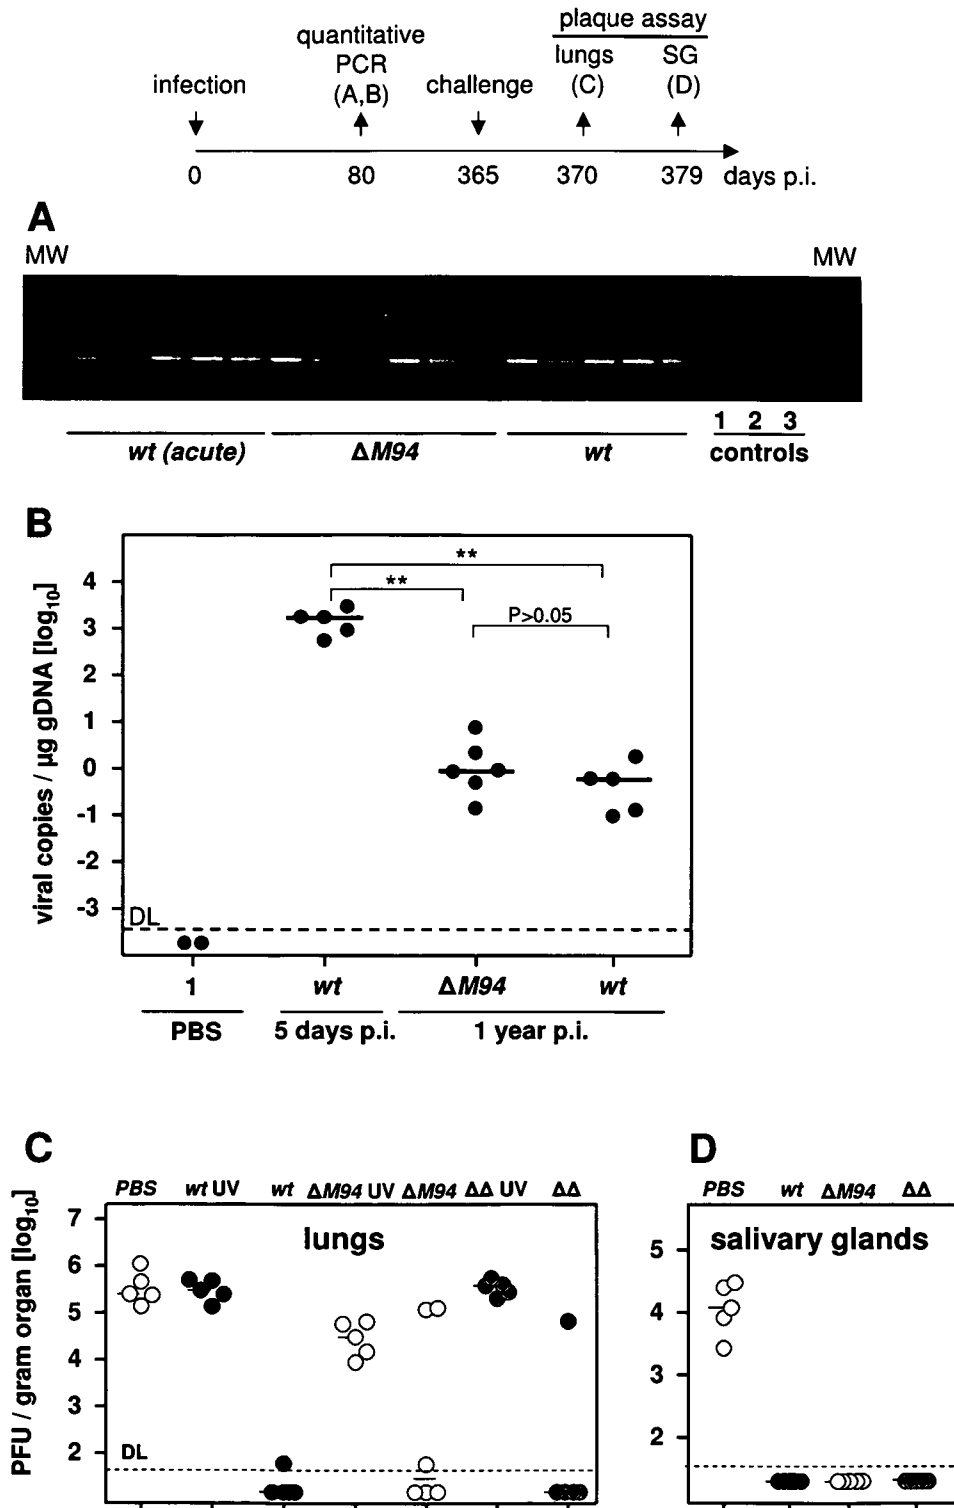 plaque assay
quantitative PCR (A,B)
infection
challenge
lungs (C)
SG (D)
0 80 365 370 379 days p.i.
A
MW MW
1 2 3
wt (acute) ΔM94 wt controls
B
viral copies / µg gDNA [log10]
4
3
2
1
0
-1
-2
-3
**
**
P>0.05
DL
1 wt ΔM94 wt
PBS 5 days p.i. 1 year p.i.
C
PBS wt UV wt ΔM94 UV ΔM94 ΔΔ UV ΔΔ
PFU / gram organ [log10]
lungs
7
6
5
4
3
2
DL
D
PBS wt ΔM94 ΔΔ
salivary glands
5
4
3
2